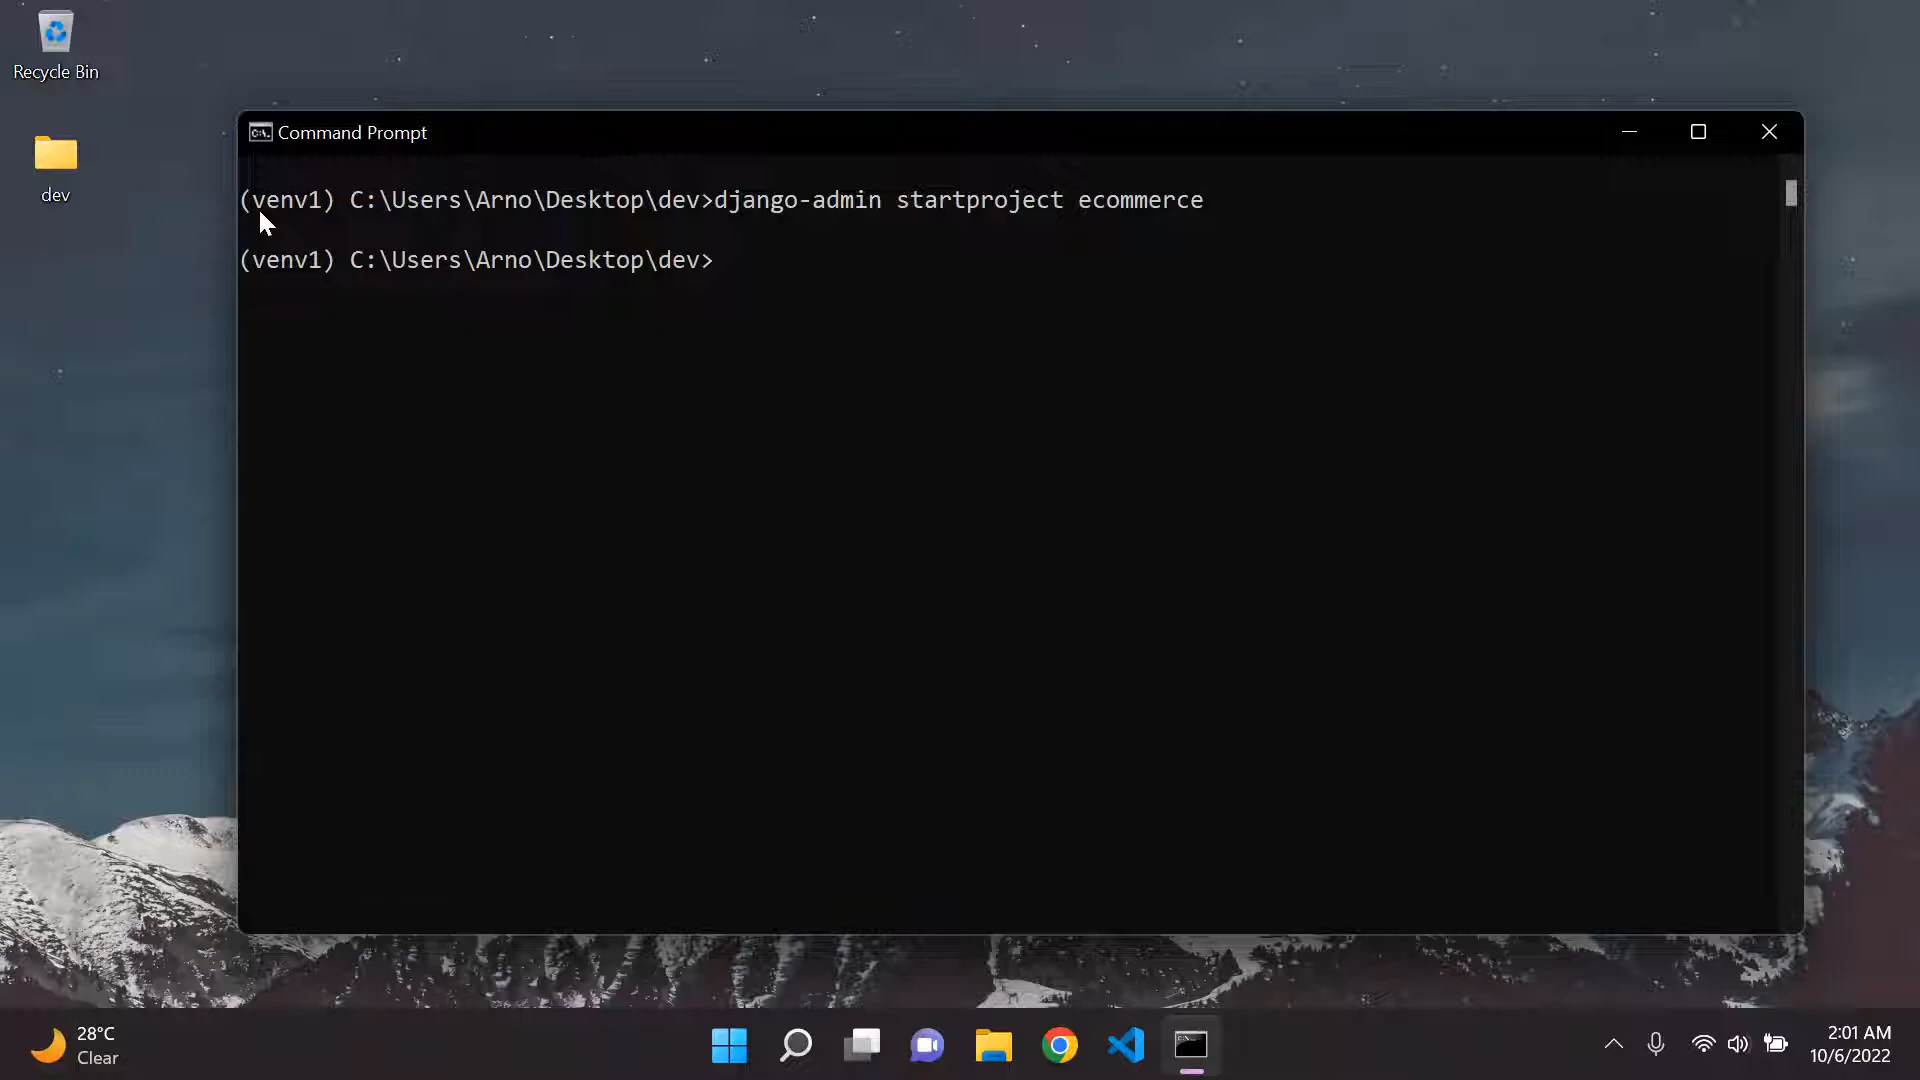 Recycle Bin
dev
Command Prompt
(venv1) C:\Users\Arno\Desktop\dev>django-admin startproject ecommerce
(venv1) C:\Users\Arno\Desktop\dev>
28°C
Clear
2:01 AM
10/6/2022